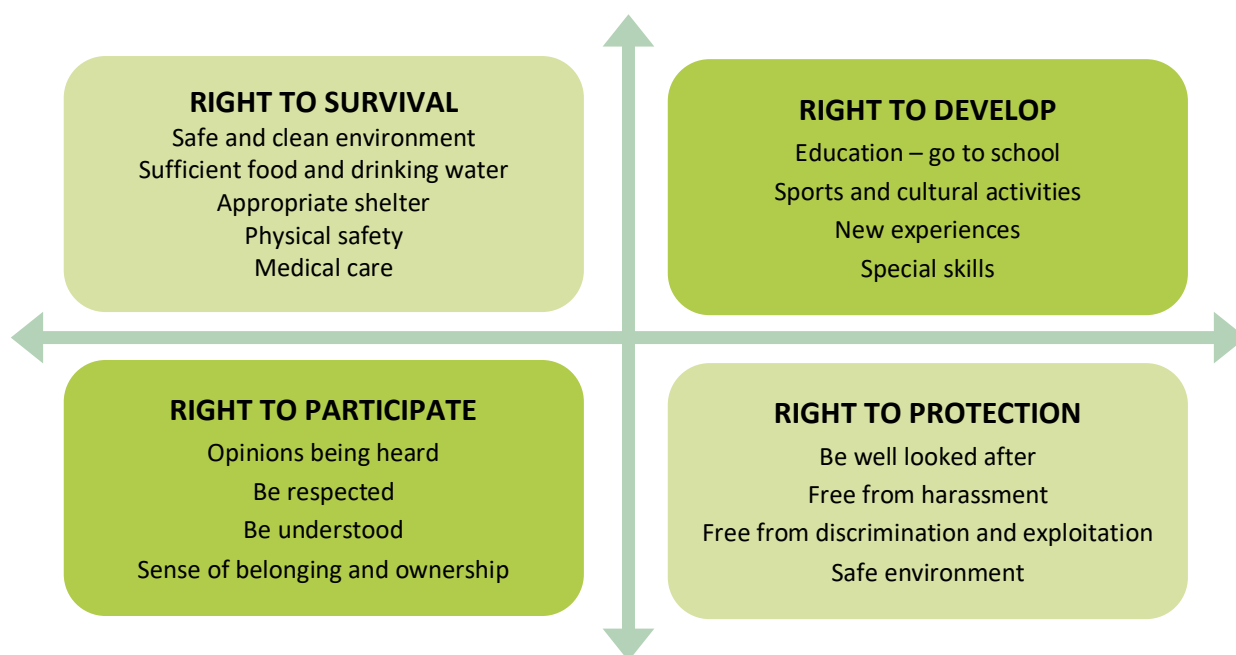 RIGHT TO SURVIVAL
Safe and clean environment
Sufficient food and drinking water
Appropriate shelter
Physical safety
Medical care
RIGHT TO DEVELOP
Education – go to school
Sports and cultural activities
New experiences
Special skills
RIGHT TO PARTICIPATE
Opinions being heard
Be respected
Be understood
Sense of belonging and ownership
RIGHT TO PROTECTION
Be well looked after
Free from harassment
Free from discrimination and exploitation
Safe environment